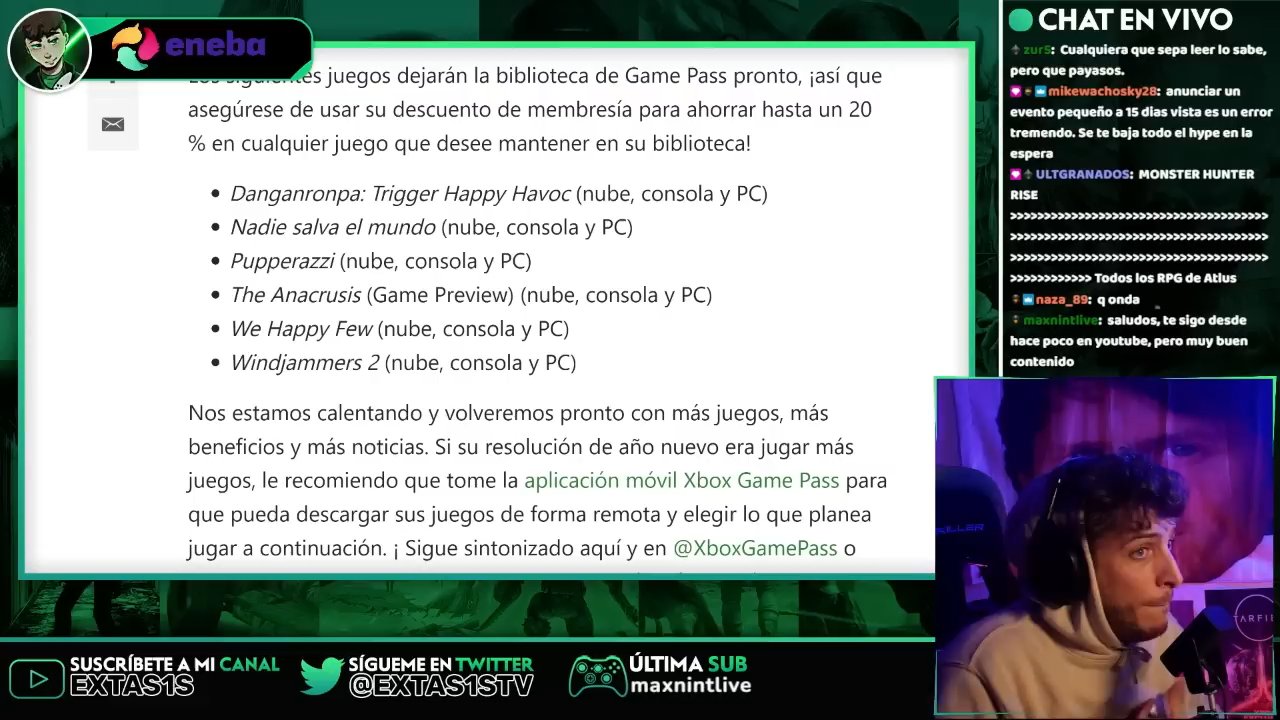 eneba
Los siguientes juegos dejarán la biblioteca de Game Pass pronto, ¡así que
asegúrese de usar su descuento de membresía para ahorrar hasta un 20
% en cualquier juego que desee mantener en su biblioteca!
• Danganronpa: Trigger Happy Havoc (nube, consola y PC)
• Nadie salva el mundo (nube, consola y PC)
• Pupperazzi (nube, consola y PC)
• The Anacrusis (Game Preview) (nube, consola y PC)
• We Happy Few (nube, consola y PC)
• Windjammers 2 (nube, consola y PC)
Nos estamos calentando y volveremos pronto con más juegos, más
beneficios y más noticias. Si su resolución de año nuevo era jugar más
juegos, le recomiendo que tome la aplicación móvil Xbox Game Pass para
que pueda descargar sus juegos de forma remota y elegir lo que planea
jugar a continuación. ¡ Sigue sintonizado aquí y en @XboxGamePass o
CHAT EN VIVO
zurS: Cualquiera que sepa leer lo sabe,
pero que payasos.
mikewachosky28: anunciar un
evento pequeño a 15 dias vista es un error
tremendo. Se te baja todo el hype en la
espera
ULTGRANADOS: MONSTER HUNTER
RISE
>>>>>>>>>>>>>>>>>>>>>>>>>>>>>>>>>>>>>
>>>>>>>>>>>>>>>>>>>>>>>>>>>>>>>>>>>>>
>>>>>>>>>>>>>>>>>>>>>>>>>>>>>>>>>>>>>
>>>>>>>>>>>> Todos los RPG de Atlus
naza_89: q onda
maxnintlive: saludos, te sigo desde
hace poco en youtube, pero muy buen
contenido
SUSCRÍBETE A MI CANAL
EXTAS1S
SÍGUEME EN TWITTER
@EXTAS1STV
ÚLTIMA SUB
maxnintlive